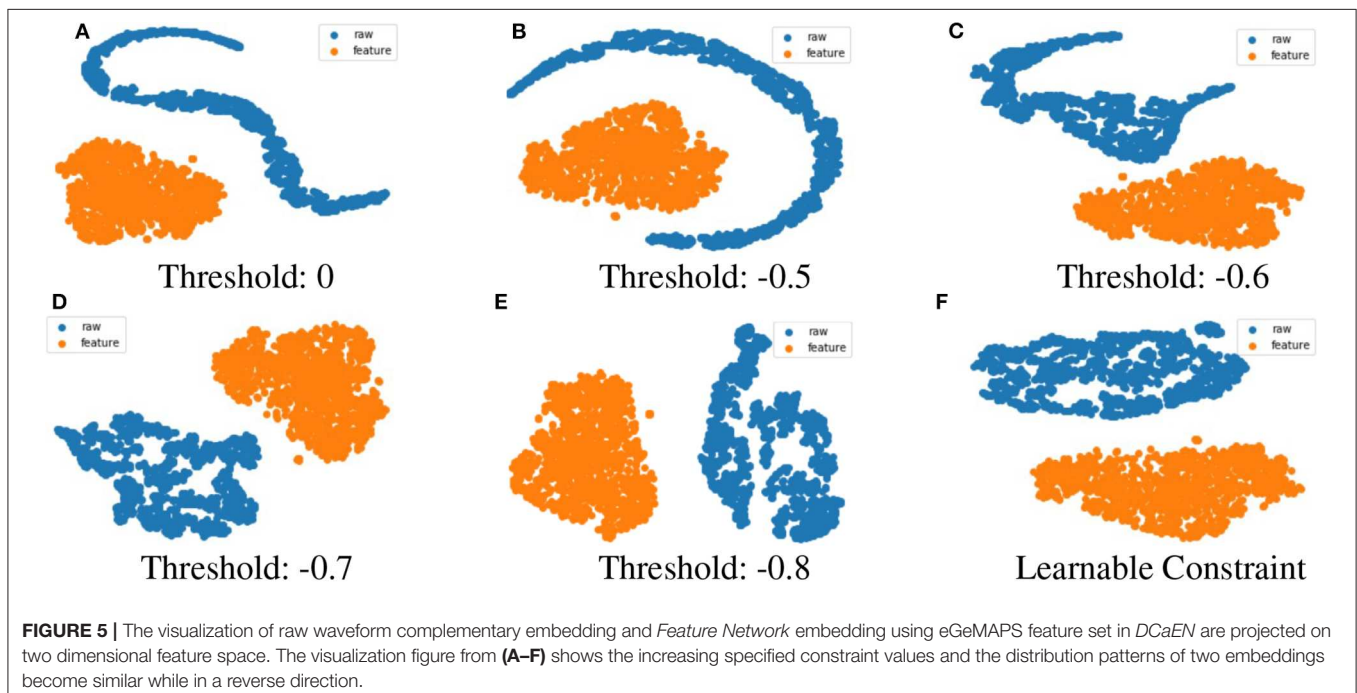 A
raw
feature
Threshold: 0
B
raw
feature
Threshold: -0.5
C
raw
feature
Threshold: -0.6
D
raw
feature
Threshold: -0.7
E
raw
feature
Threshold: -0.8
F
raw
feature
Learnable Constraint
FIGURE 5 | The visualization of raw waveform complementary embedding and Feature Network embedding using eGeMAPS feature set in DCaEN are projected on
two dimensional feature space. The visualization figure from (A–F) shows the increasing specified constraint values and the distribution patterns of two embeddings
become similar while in a reverse direction.